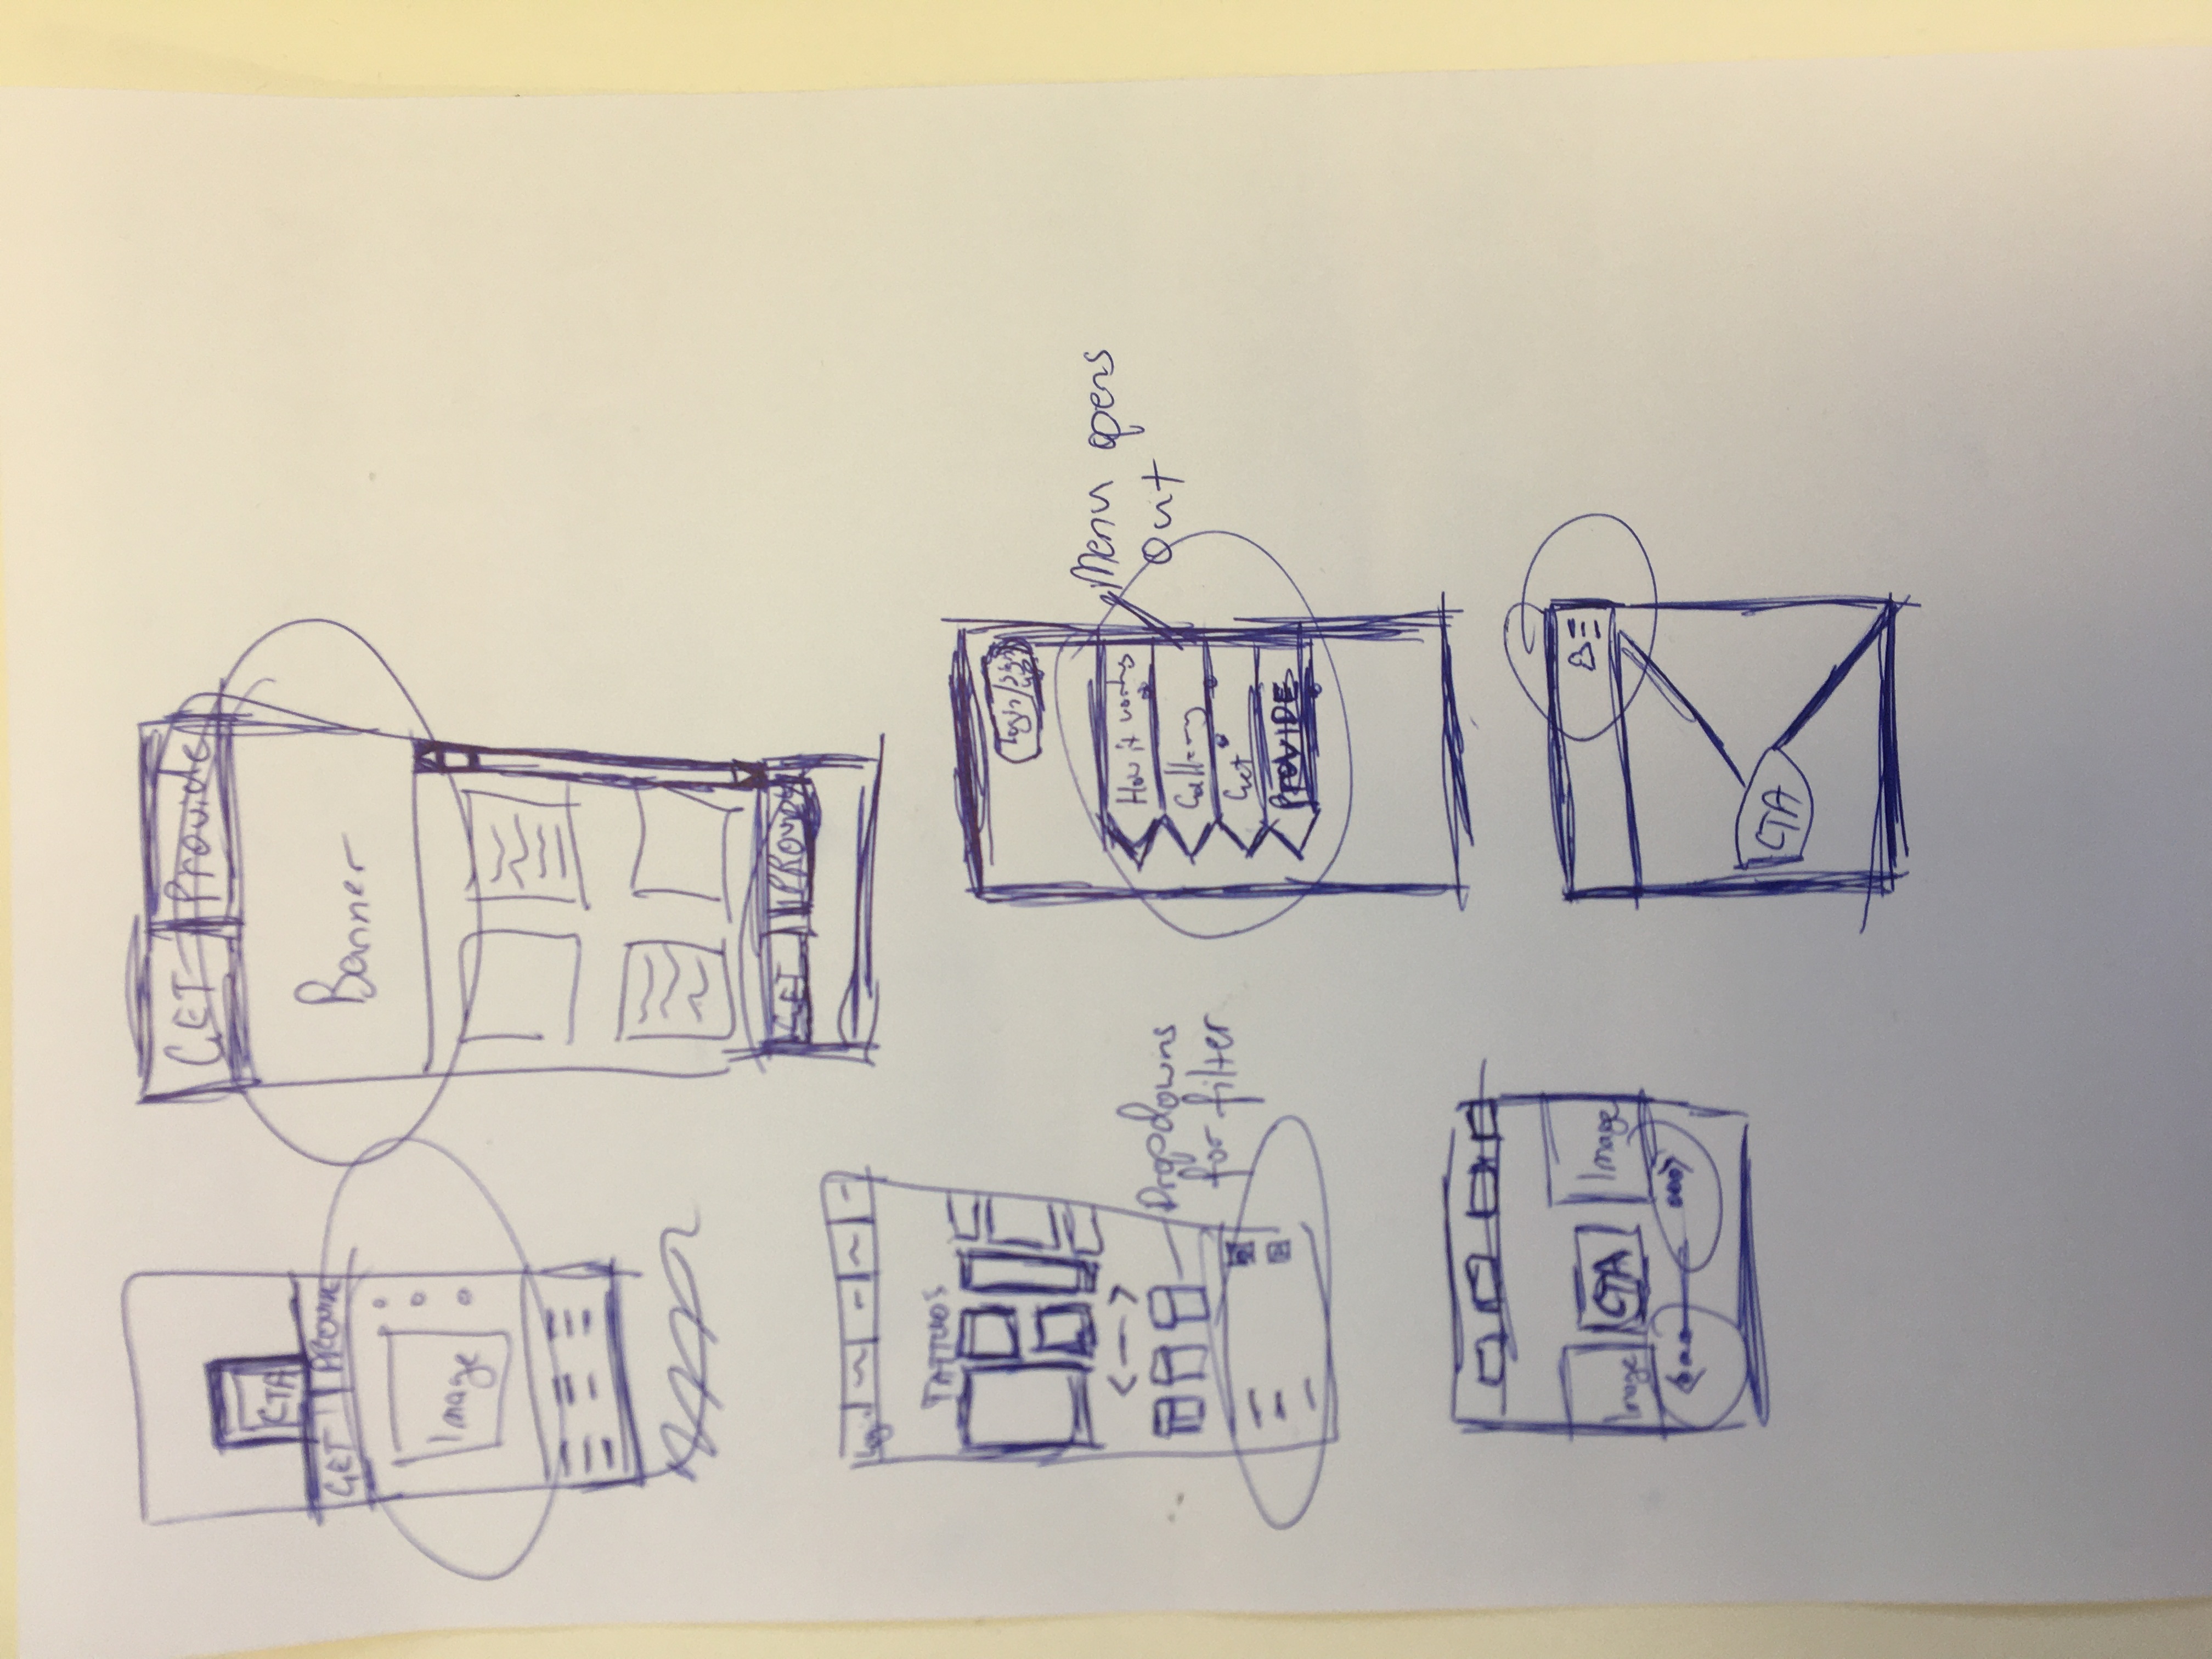 CTA
GET PROVIDE
Image
GET Provide
Banner
GET PROVIDE
Login
TATTOOS
Dropdowns
for filter
Login/Sign
up
How it works
Gallery
Get
PROVIDE
Menu opens
Out
Image CTA Image
CTA